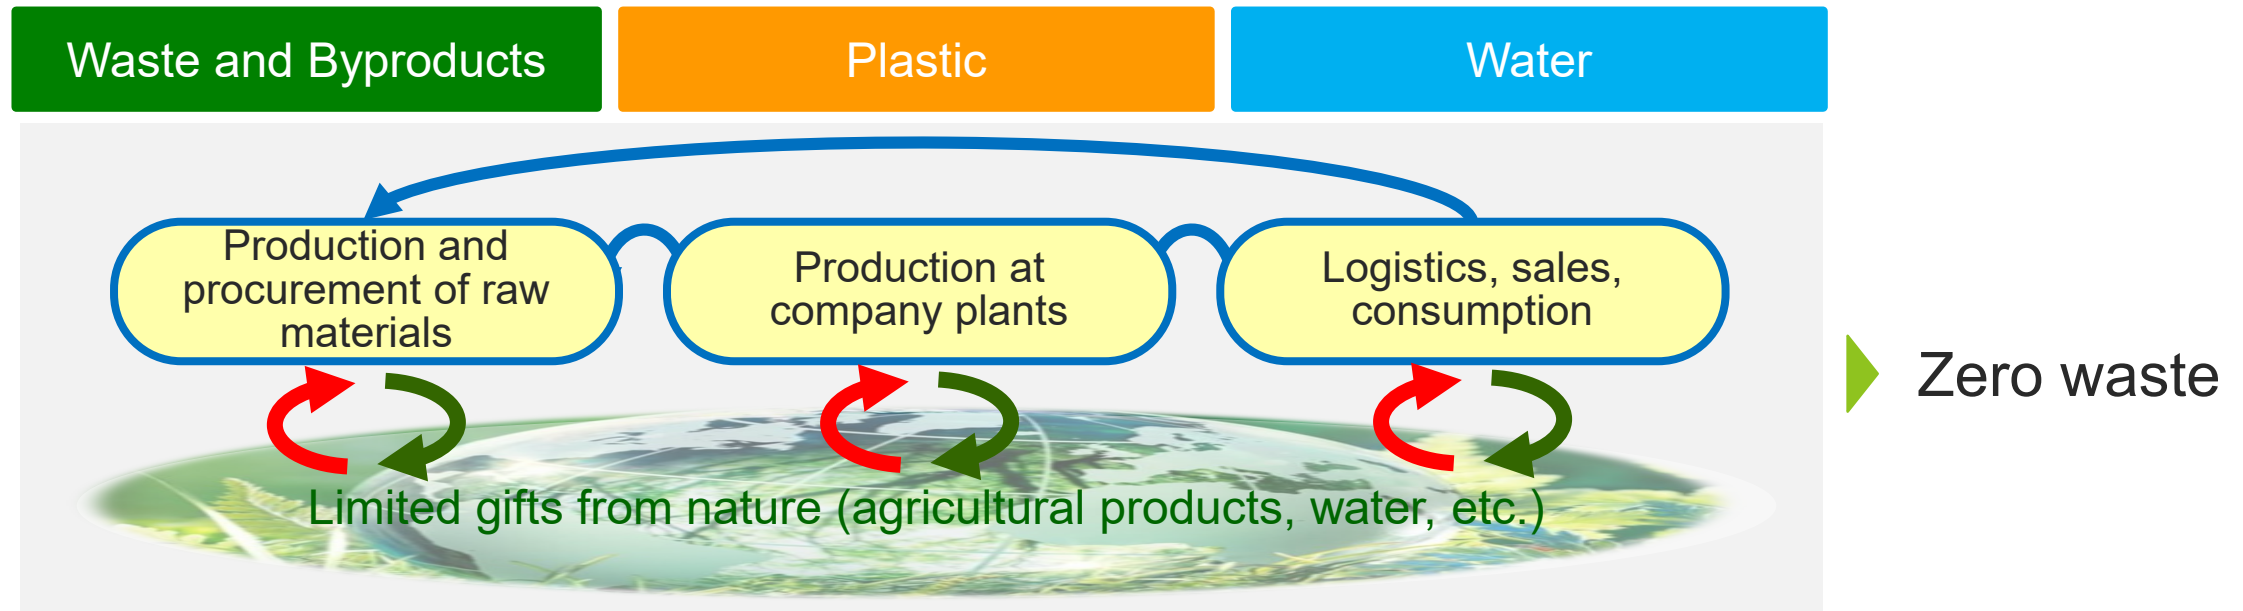 Waste and Byproducts
Plastic
Water
Production and
procurement of raw
materials
Production at
company plants
Logistics, sales,
consumption
Zero waste
Limited gifts from nature (agricultural products, water, etc.)